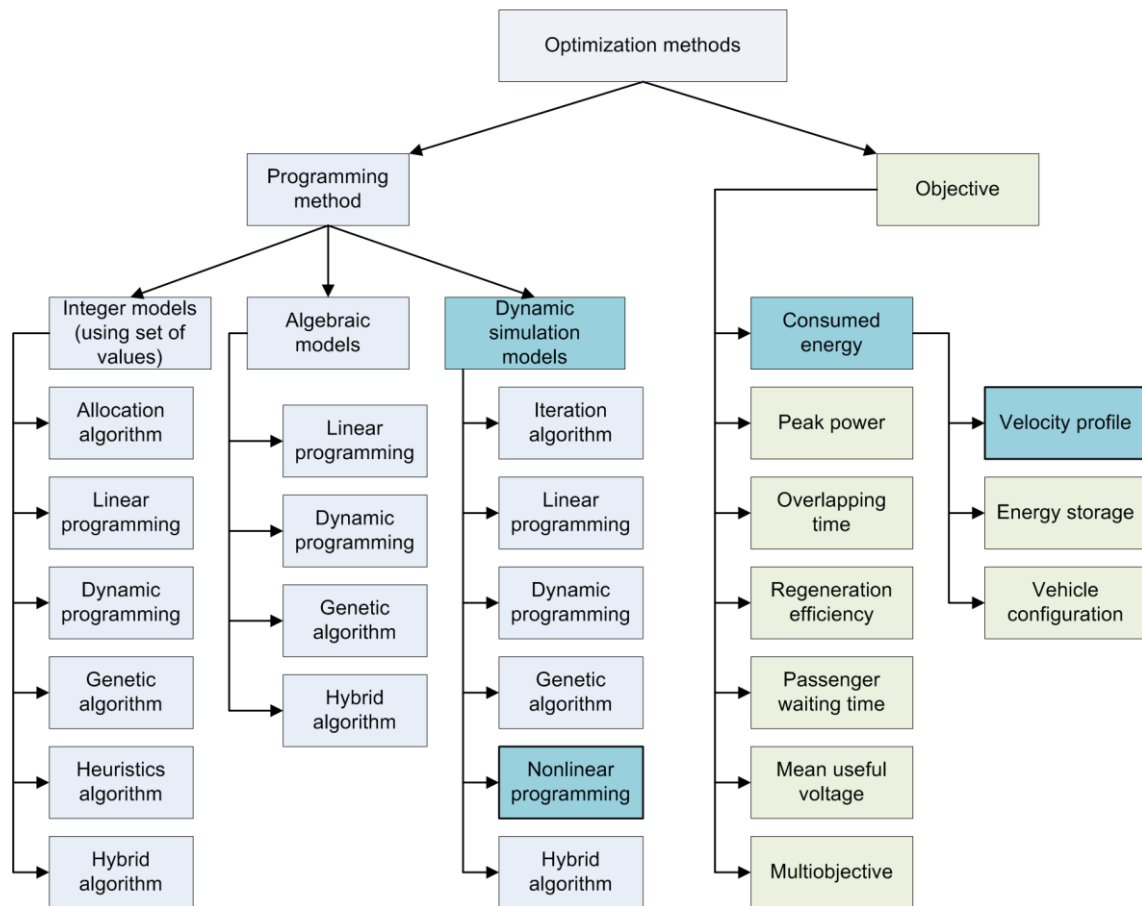 Optimization methods
Programming
method
Objective
Integer models
(using set of
values)
Algebraic
models
Dynamic
simulation
models
Consumed
energy
Allocation
algorithm
Linear
programming
Dynamic
programming
Genetic
algorithm
Heuristics
algorithm
Hybrid
algorithm
Linear
programming
Dynamic
programming
Genetic
algorithm
Hybrid
algorithm
Iteration
algorithm
Linear
programming
Dynamic
programming
Genetic
algorithm
Nonlinear
programming
Hybrid
algorithm
Peak power
Overlapping
time
Regeneration
efficiency
Passenger
waiting time
Mean useful
voltage
Multiobjective
Velocity profile
Energy storage
Vehicle
configuration